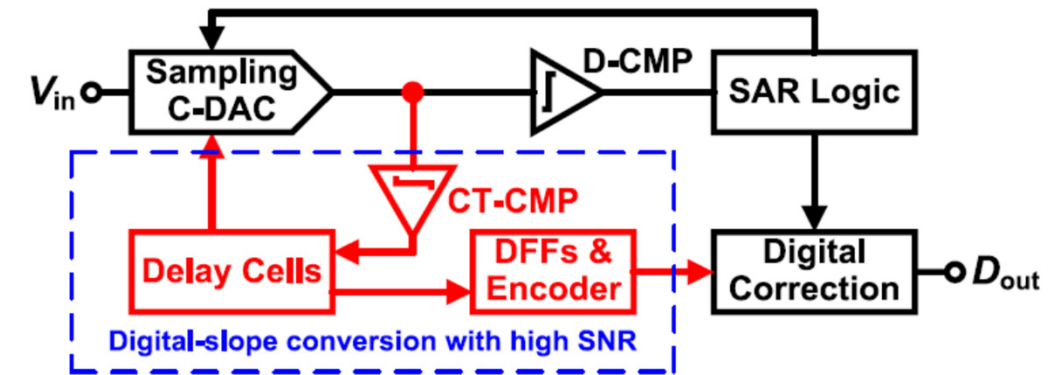 Vin
Sampling
C-DAC
D-CMP
SAR Logic
CT-CMP
Delay Cells
DFFs &
Encoder
Digital
Correction
Dout
Digital-slope conversion with high SNR